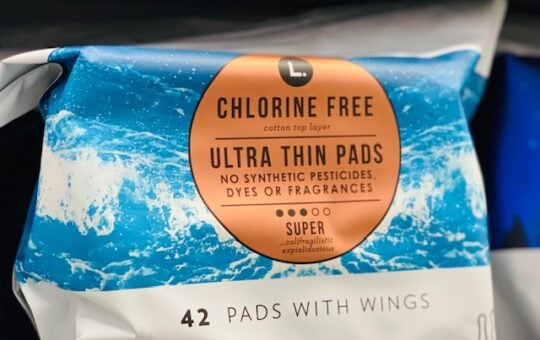 L.
CHLORINE FREE
cotton top layer
ULTRA THIN PADS
NO SYNTHETIC PESTICIDES,
DYES OR FRAGRANCES
SUPER
...califragilistic
expialidocious
42 PADS WITH WINGS